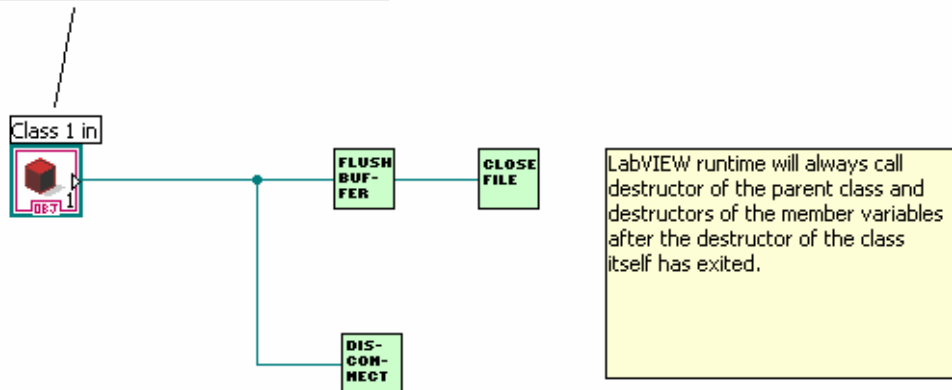 Class 1 in
OBJ
1
FLUSH
BUF-
FER
CLOSE
FILE
LabVIEW runtime will always call
destructor of the parent class and
destructors of the member variables
after the destructor of the class
itself has exited.
DIS-
CON-
NECT